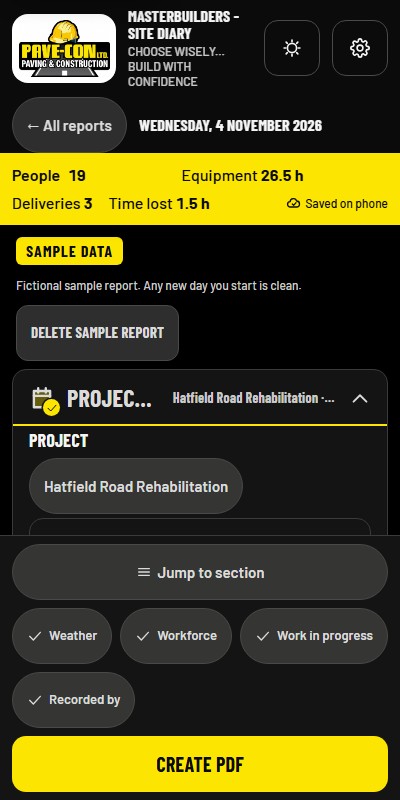 PAVE-CON LTD.
PAVING & CONSTRUCTION
MASTERBUILDERS -
SITE DIARY
CHOOSE WISELY...
BUILD WITH
CONFIDENCE
← All reports
WEDNESDAY, 4 NOVEMBER 2026
People 19 Equipment 26.5 h
Deliveries 3 Time lost 1.5 h Saved on phone
SAMPLE DATA
Fictional sample report. Any new day you start is clean.
DELETE SAMPLE REPORT
PROJEC... Hatfield Road Rehabilitation -...
PROJECT
Hatfield Road Rehabilitation
Jump to section
Weather Workforce Work in progress
Recorded by
CREATE PDF